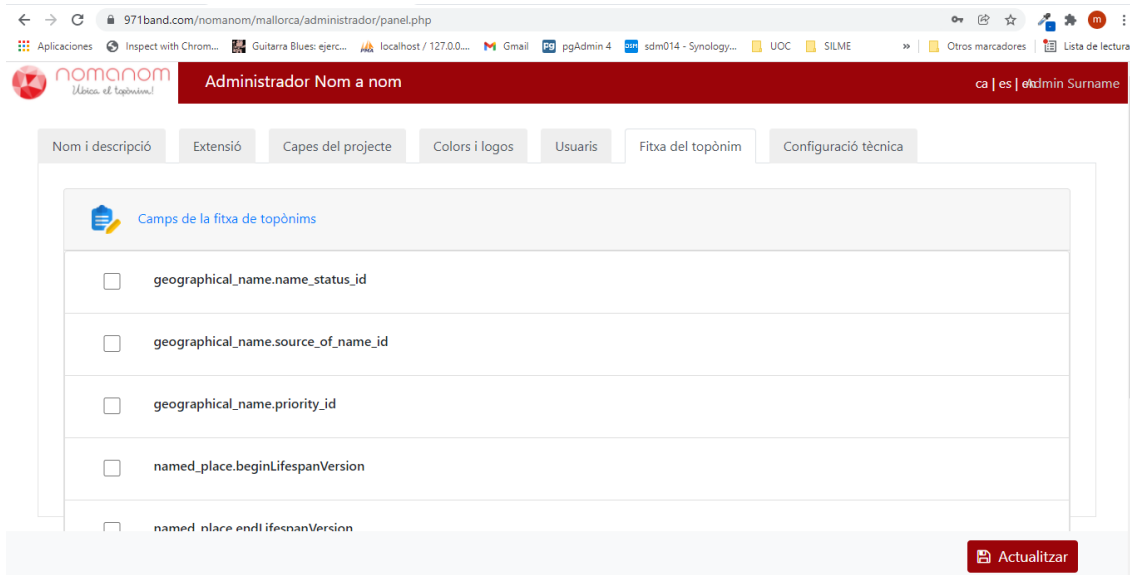 971band.com/nomanom/mallorca/administrador/panel.php
m
Aplicaciones Inspect with Chrom... Guitarra Blues: ejerc... localhost / 127.0.0.... Gmail pgAdmin 4 sdm014 - Synology... UOC SILME » Otros marcadores Lista de lectura
nomanom
Ubica el topònim!
Administrador Nom a nom
ca | es | en Admin Surname
Nom i descripció Extensió Capes del projecte Colors i logos Usuaris Fitxa del topònim Configuració tècnica
Camps de la fitxa de topònims
geographical_name.name_status_id
geographical_name.source_of_name_id
geographical_name.priority_id
named_place.beginLifespanVersion
named_place.endLifespanVersion
Actualitzar